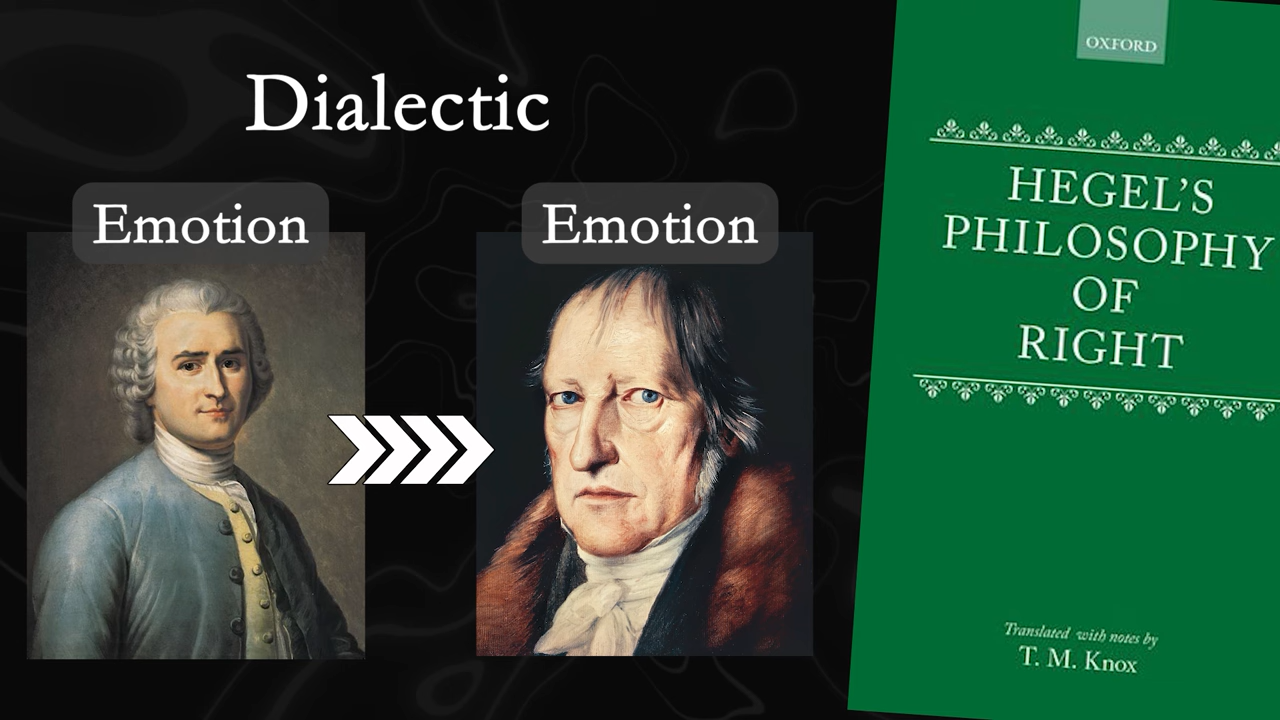 Dialectic
Emotion
Emotion
OXFORD
HEGEL’S
PHILOSOPHY
OF
RIGHT
Translated with notes by
T. M. Knox